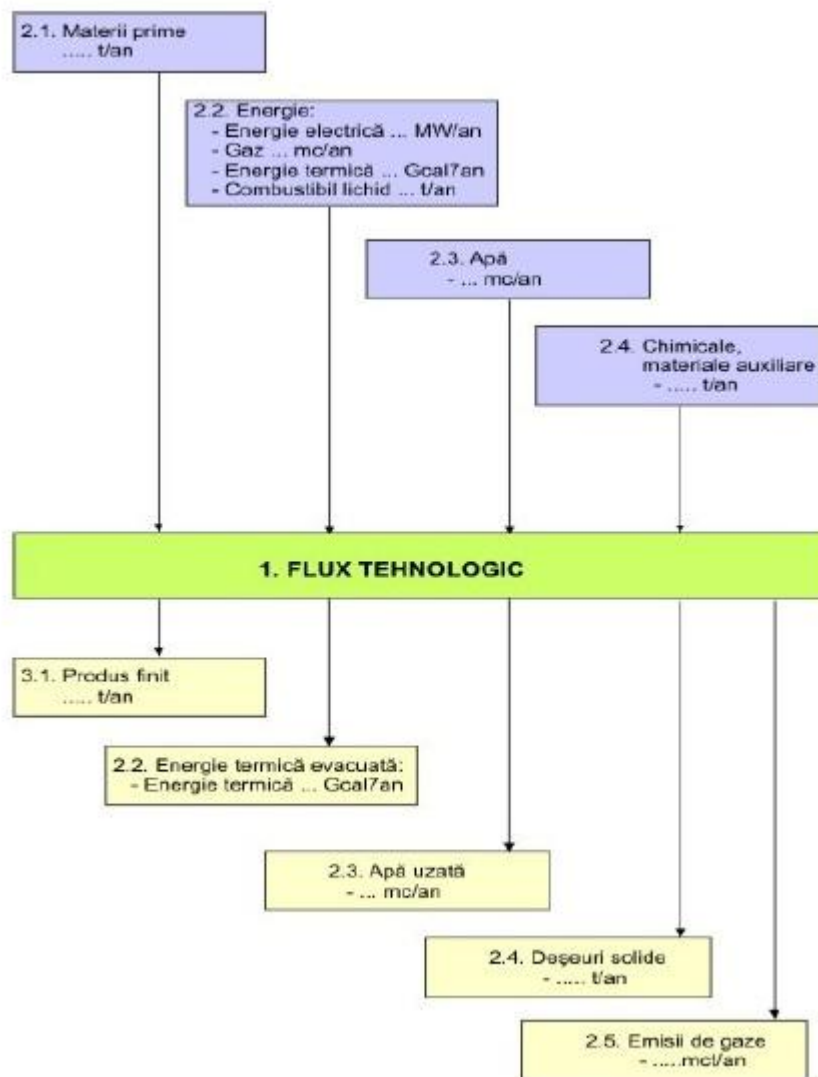 2.1. Materii prime
..... t/an
2.2. Energie:
- Energie electrică ... MW/an
- Gaz ... mc/an
- Energie termică ... Gcal7an
- Combustibil lichid ... t/an
2.3. Apă
- ... mc/an
2.4. Chimicale,
materiale auxiliare
- ..... t/an
1. FLUX TEHNOLOGIC
3.1. Produs finit
..... t/an
2.2. Energie termică evacuată:
- Energie termică ... Gcal7an
2.3. Apă uzată
- ... mc/an
2.4. Deşeuri solide
- ..... t/an
2.5. Emisii de gaze
- .....mct/an